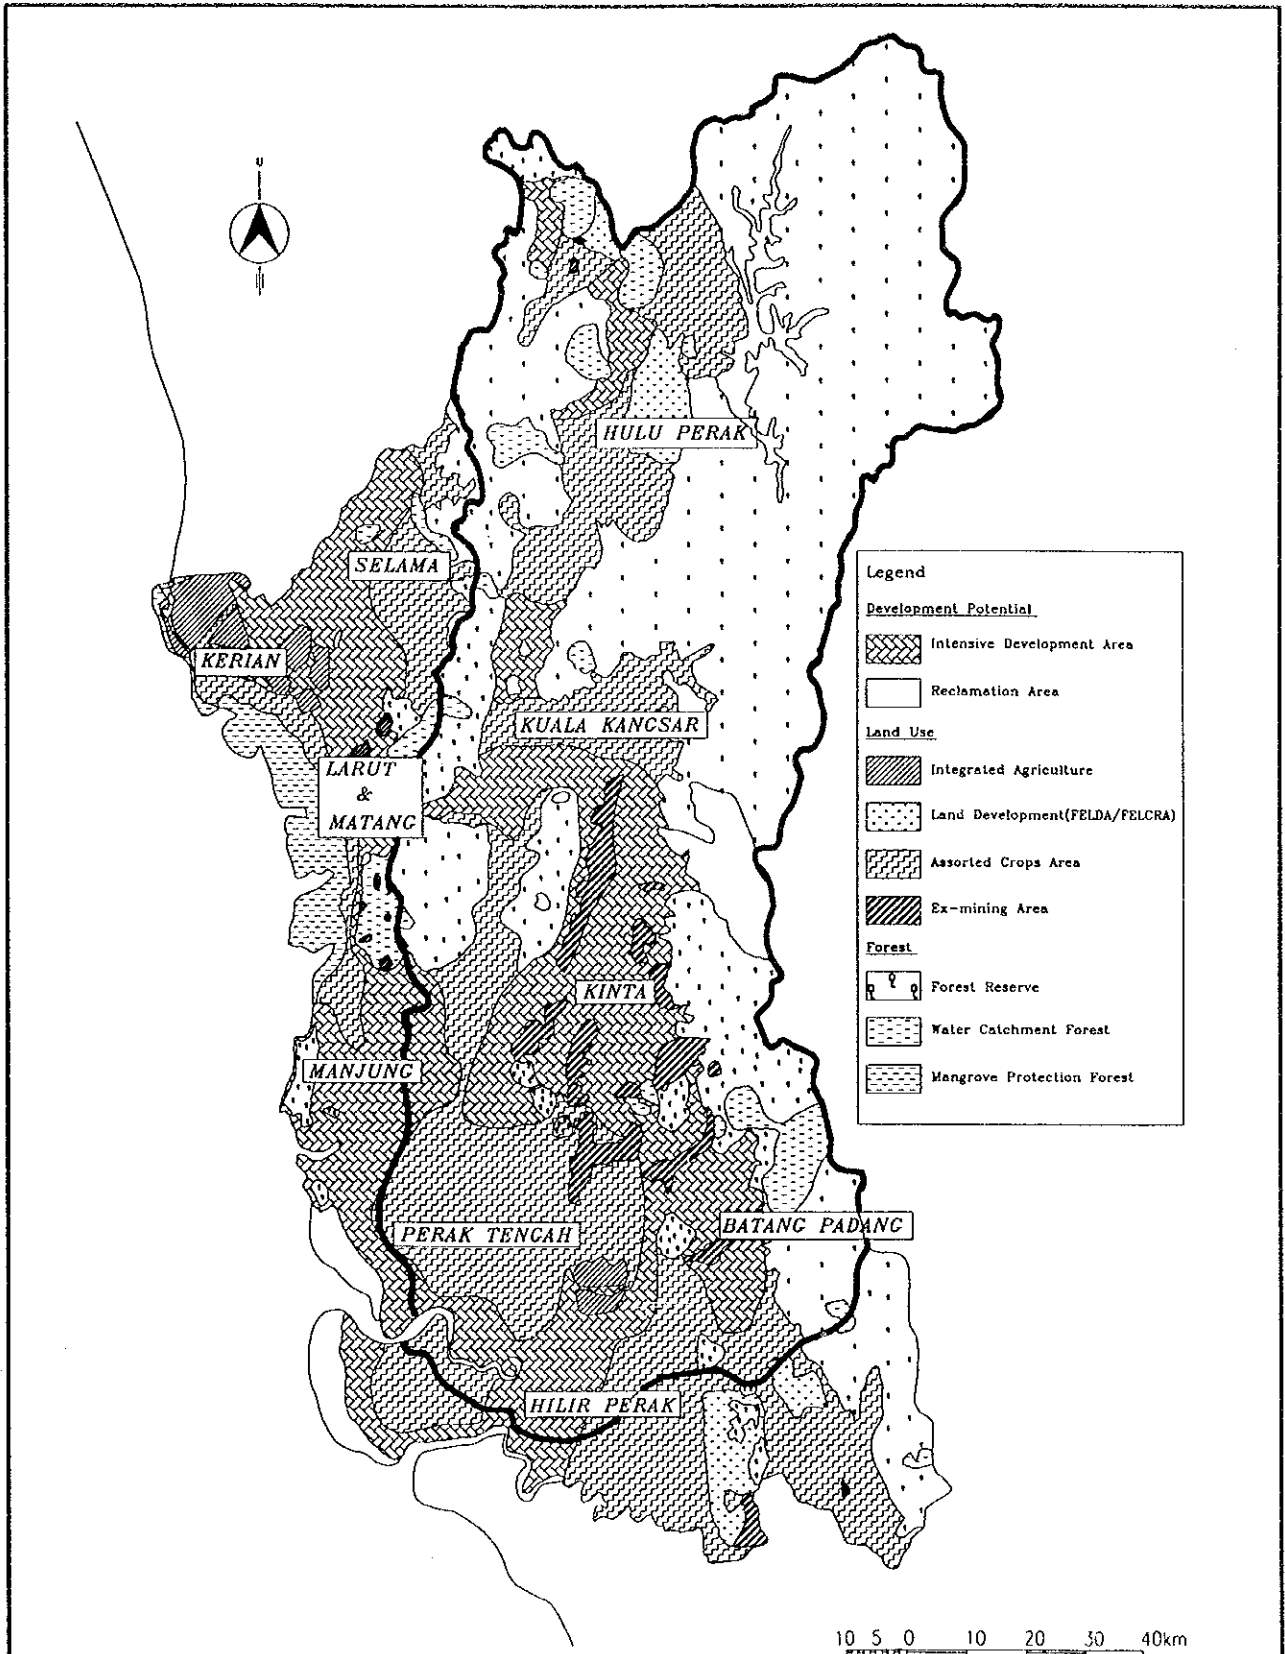 HULU PERAK
SELAMA
KERIAN
KUALA KANGSAR
LARUT
&
MATANG
KINTA
MANJUNG
PERAK TENGAH
BATANG PADANG
HILIR PERAK
Legend
Development Potential
Intensive Development Area
Reclamation Area
Land Use
Integrated Agriculture
Land Development(FELDA/FELCRA)
Assorted Crops Area
Ex-mining Area
Forest
Forest Reserve
Water Catchment Forest
Mangrove Protection Forest
10 5 0 10 20 30 40km